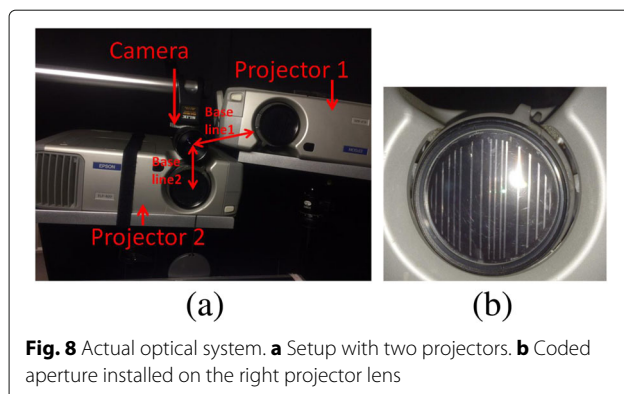 Camera
Projector 1
Base
line1
Base
line2
EPSON
Projector 2
(a)
(b)
Fig. 8 Actual optical system. a Setup with two projectors. b Coded
aperture installed on the right projector lens